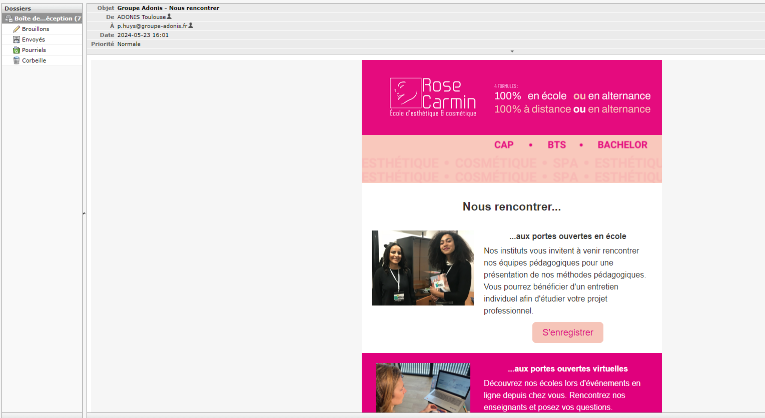 Dossiers
Boîte de...éception (7
Brouillons
Envoyés
Pourriels
Corbeille
Objet Groupe Adonis - Nous rencontrer
De ADONIS Toulouse
À p.huys@groupe-adonis.fr
Date 2024-05-23 16:01
Priorité Normale
Rose
Carmin
École d'esthétique & cosmétique
4 FORMULES :
100% en école ou en alternance
100% à distance ou en alternance
CAP • BTS • BACHELOR
ESTHÉTIQUE • COSMÉTIQUE • SPA • ESTHÉTIQU
ESTHÉTIQUE • COSMÉTIQUE • SPA • ESTHÉTIQU
Nous rencontrer...
...aux portes ouvertes en école
Nos instituts vous invitent à venir rencontrer
nos équipes pédagogiques pour une
présentation de nos méthodes pédagogiques.
Vous pourrez bénéficier d'un entretien
individuel afin d'étudier votre projet
professionnel.
S'enregistrer
...aux portes ouvertes virtuelles
Découvrez nos écoles lors d'événements en
ligne depuis chez vous. Rencontrez nos
enseignants et posez vos questions.